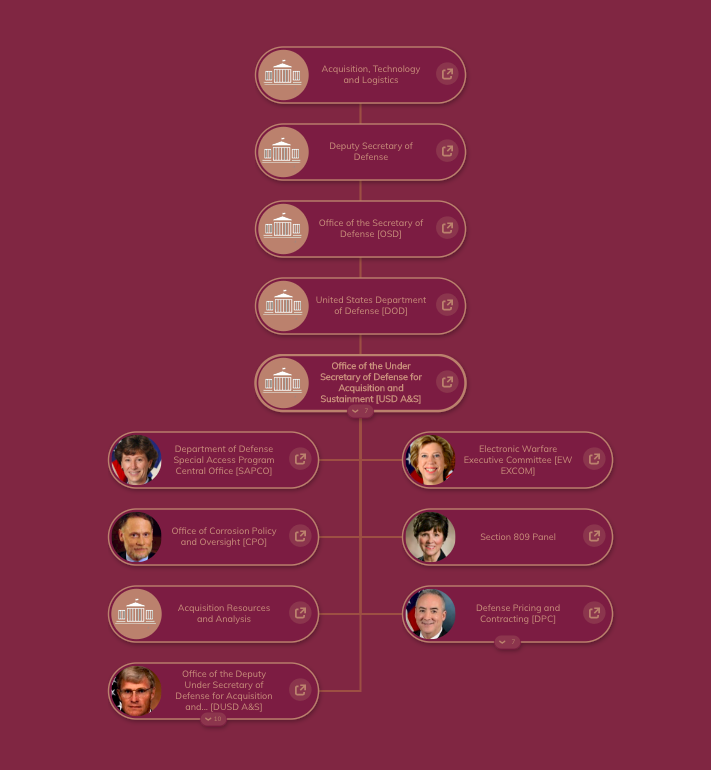 Acquisition, Technology
and Logistics
Deputy Secretary of
Defense
Office of the Secretary of
Defense [OSD]
United States Department
of Defense [DOD]
Office of the Under
Secretary of Defense for
Acquisition and
Sustainment [USD A&S]
7
Department of Defense
Special Access Program
Central Office [SAPCO]
Electronic Warfare
Executive Committee [EW
EXCOM]
Office of Corrosion Policy
and Oversight [CPO]
Section 809 Panel
Acquisition Resources
and Analysis
Defense Pricing and
Contracting [DPC]
7
Office of the Deputy
Under Secretary of
Defense for Acquisition
and... [DUSD A&S]
16